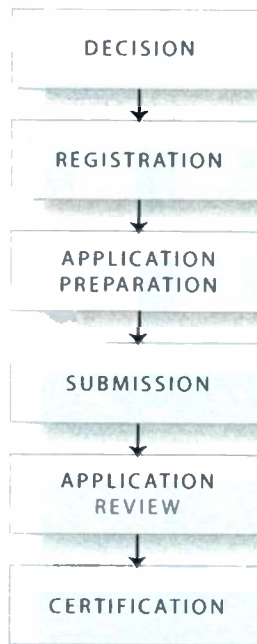 DECISION
REGISTRATION
APPLICATION
PREPARATION
SUBMISSION
APPLICATION
REVIEW
CERTIFICATION